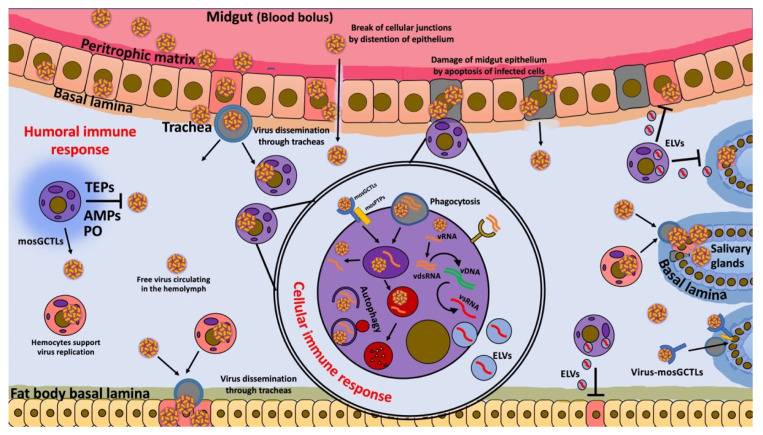 Midgut (Blood bolus)
Break of cellular junctions
by distention of epithelium
Peritrophic matrix
Damage of midgut epithelium
by apoptosis of infected cells
Basal lamina
Trachea
Virus dissemination
through tracheas
Humoral immune
response
ELVs
TEPs
AMPs
PO
mosGCTLs
mosGCTLs
mosPTPs
Phagocytosis
vRNA
vdsRNA
vDNA
vsRNA
Autophagy
ELVs
Cellular immune response
Salivary
glands
Basal lamina
Free virus circulating
in the hemolymph
Hemocytes support
virus replication
Virus dissemination
through tracheas
ELVs
Virus-mosGCTLs
Fat body basal lamina